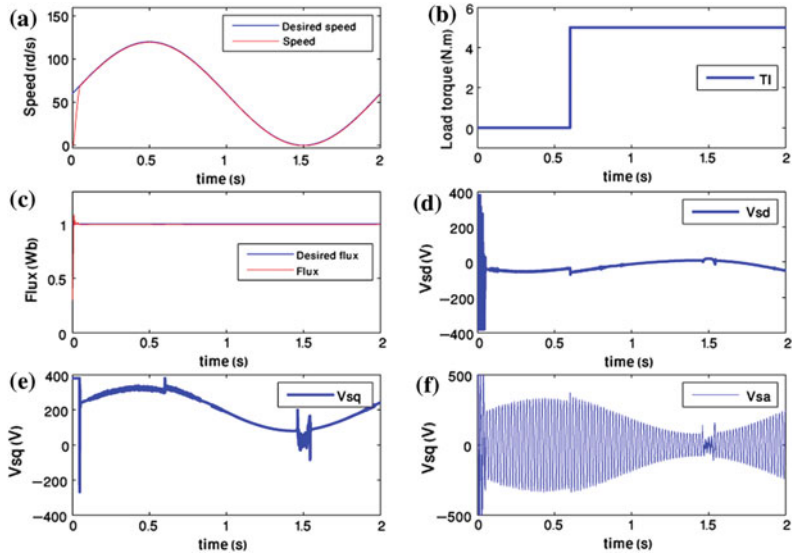 (a)
150
100
50
0
Speed (rd/s)
Desired speed
Speed
0
0.5
1
1.5
2
time (s)
(b)
6
4
2
0
Load torque (N.m)
Tl
0
0.5
1
1.5
2
time (s)
(c)
1
0.5
0
Flux (Wb)
Desired flux
Flux
0
0.5
1
1.5
2
time (s)
(d)
400
200
0
−200
−400
Vsd (V)
Vsd
0
0.5
1
1.5
2
time (s)
(e)
400
200
0
−200
−400
Vsq (V)
Vsq
0
0.5
1
1.5
2
time (s)
(f)
500
0
−500
Vsq (V)
Vsa
0
0.5
1
1.5
2
time (s)